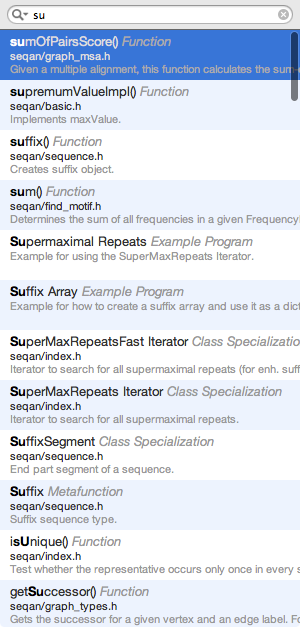 su
sumOfPairsScore() Function
seqan/graph_msa.h
Given a multiple alignment, this function calculates the sum-
supremumValueImpl() Function
seqan/basic.h
Implements maxValue.
suffix() Function
seqan/sequence.h
Creates suffix object.
sum() Function
seqan/find_motif.h
Determines the sum of all frequencies in a given Frequency
Supermaximal Repeats Example Program
Example for using the SuperMaxRepeats Iterator.
Suffix Array Example Program
Example for how to create a suffix array and use it as a dict
SuperMaxRepeatsFast Iterator Class Specializatio
seqan/index.h
Iterator to search for all supermaximal repeats (for enh. suff
SuperMaxRepeats Iterator Class Specialization
seqan/index.h
Iterator to search for all supermaximal repeats.
SuffixSegment Class Specialization
seqan/sequence.h
End part segment of a sequence.
Suffix Metafunction
seqan/sequence.h
Suffix sequence type.
isUnique() Function
seqan/index.h
Test whether the representative occurs only once in every s
getSuccessor() Function
seqan/graph_types.h
Gets the successor for a given vertex and an edge label. Fo